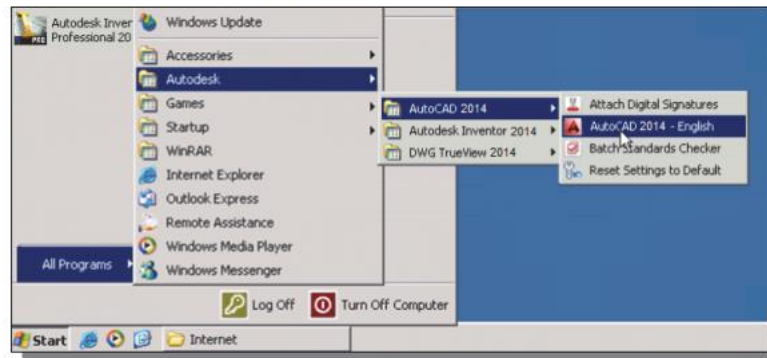 Autodesk Inver
Professional 20
Windows Update
Accessories
Autodesk
Games
Startup
WinRAR
Internet Explorer
Outlook Express
Remote Assistance
Windows Media Player
Windows Messenger
AutoCAD 2014
Autodesk Inventor 2014
DWG TrueView 2014
Attach Digital Signatures
AutoCAD 2014 - English
Batch Standards Checker
Reset Settings to Default
All Programs
Log Off
Turn Off Computer
Start
Internet